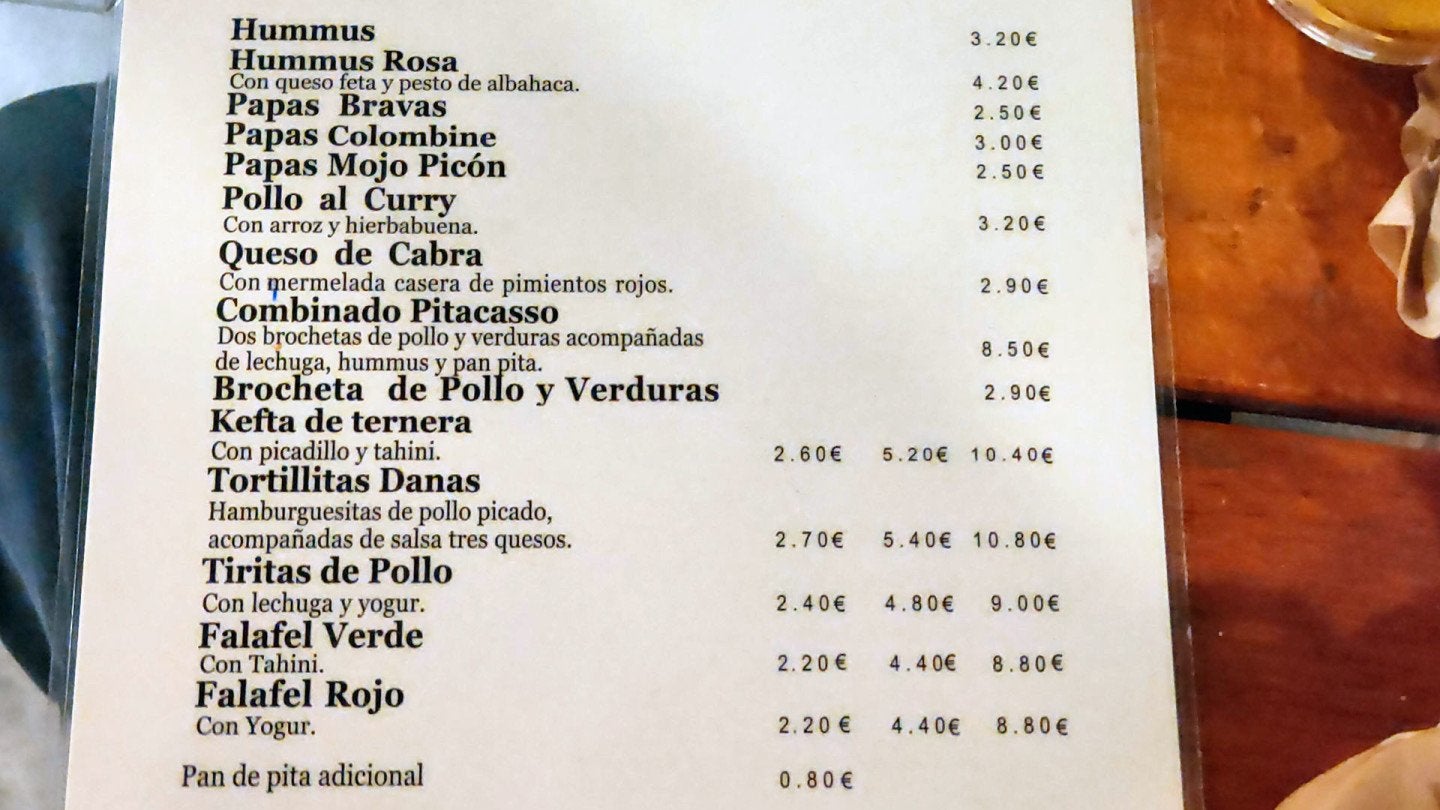 Hummus 3.20€
Hummus Rosa
Con queso feta y pesto de albahaca. 4.20€
Papas Bravas 2.50€
Papas Colombine 3.00€
Papas Mojo Picón 2.50€
Pollo al Curry
Con arroz y hierbabuena. 3.20€
Queso de Cabra
Con mermelada casera de pimientos rojos. 2.90€
Combinado Pitacasso
Dos brochetas de pollo y verduras acompañadas
de lechuga, hummus y pan pita. 8.50€
Brocheta de Pollo y Verduras 2.90€
Kefta de ternera
Con picadillo y tahini. 2.60€ 5.20€ 10.40€
Tortillitas Danas
Hamburguesitas de pollo picado,
acompañadas de salsa tres quesos. 2.70€ 5.40€ 10.80€
Tiritas de Pollo
Con lechuga y yogur. 2.40€ 4.80€ 9.00€
Falafel Verde
Con Tahini. 2.20€ 4.40€ 8.80€
Falafel Rojo
Con Yogur. 2.20€ 4.40€ 8.80€
Pan de pita adicional 0.80€